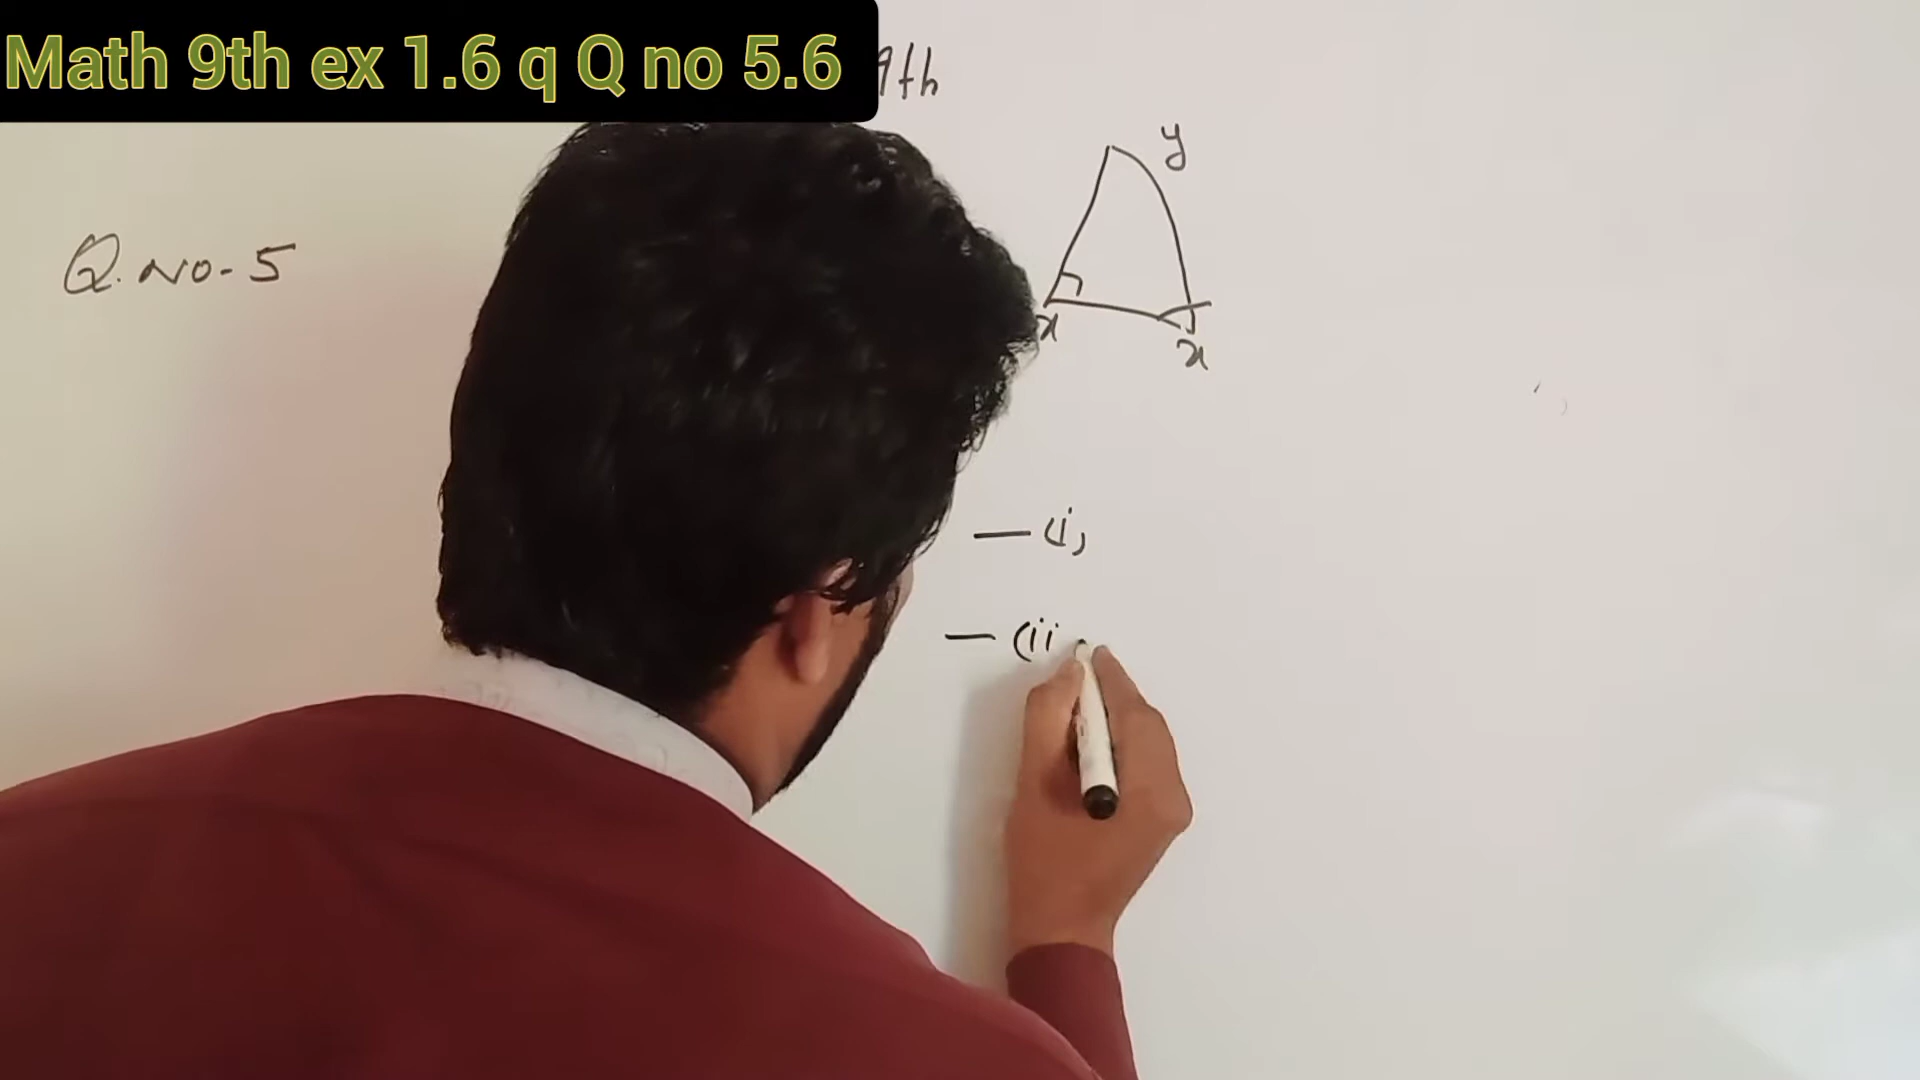 Math 9th ex 1.6 q Q no 5.6
9th
y
Q. No - 5
x
x
— (i)
— (ii